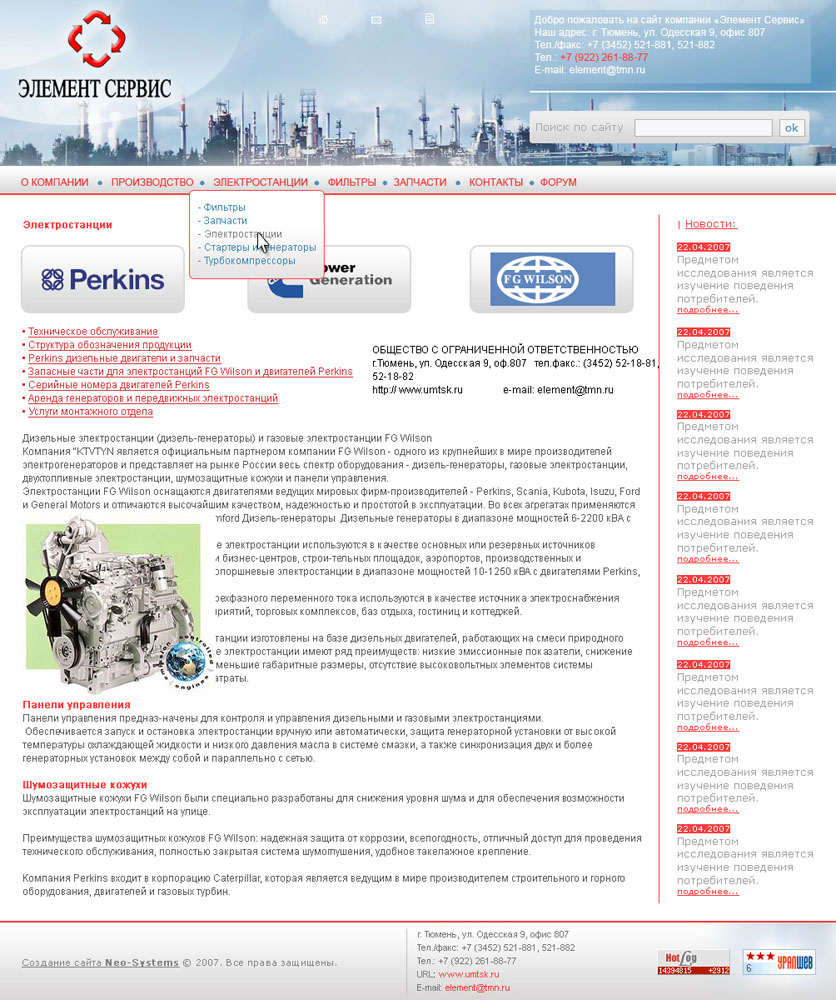 ЭЛЕМЕНТ СЕРВИС
Добро пожаловать на сайт компании «Элемент Сервис»
Наш адрес: г. Тюмень, ул. Одесская 9, офис 807
Тел./факс: +7 (3452) 521-881, 521-882
Тел.: +7 (922) 261-88-77
E-mail: element@tmn.ru
Поиск по сайту
ok
О КОМПАНИИ • ПРОИЗВОДСТВО • ЭЛЕКТРОСТАНЦИИ • ФИЛЬТРЫ • ЗАПЧАСТИ • КОНТАКТЫ • ФОРУМ
- Фильтры
- Запчасти
- Электростанции
- Стартеры и генераторы
- Турбокомпрессоры
Электростанции
Perkins
ower
Generation
FG WILSON
• Техническое обслуживание
• Структура обозначения продукции
• Perkins дизельные двигатели и запчасти
• Запасные части для электростанций FG Wilson и двигателей Perkins
• Серийные номера двигателей Perkins
• Аренда генераторов и передвижных электростанций
• Услуги монтажного отдела
ОБЩЕСТВО С ОГРАНИЧЕННОЙ ОТВЕТСТВЕННОСТЬЮ
г.Тюмень, ул. Одесская 9, оф.807 тел.факс.: (3452) 52-18-81,
52-18-82
http:// www.umtsk.ru e-mail: element@tmn.ru
Дизельные электростанции (дизель-генераторы) и газовые электростанции FG Wilson
Компания "KTVTYN является официальным партнером компании FG Wilson - одного из крупнейших в мире производителей
электрогенераторов и представляет на рынке России весь спектр оборудования - дизель-генераторы, газовые электростанции,
двухтопливные электростанции, шумозащитные кожухи и панели управления.
Электростанции FG Wilson оснащаются двигателями ведущих мировых фирм-производителей - Perkins, Scania, Kubota, Isuzu, Ford
и General Motors и отличаются высочайшим качеством, надежностью и простотой в эксплуатации. Во всех агрегатах применяются
mford Дизель-генераторы Дизельные генераторы в диапазоне мощностей 6-2200 кВА с
е электростанции используются в качестве основных или резервных источников
и бизнес-центров, строи-тельных площадок, аэропортов, производственных и
поршневые электростанции в диапазоне мощностей 10-1250 кВА с двигателями Perkins,
рехфазного переменного тока используются в качестве источника электроснабжения
приятий, торговых комплексов, баз отдыха, гостиниц и коттеджей.
танции изготовлены на базе дизельных двигателей, работающих на смеси природного
е электростанции имеют ряд преимуществ: низкие эмиссионные показатели, снижение
меньшие габаритные размеры, отсутствие высоковольтных элементов системы
атраты.
Панели управления
Панели управления предназ-начены для контроля и управления дизельными и газовыми электростанциями.
Обеспечивается запуск и остановка электростанции вручную или автоматически, защита генераторной установки от высокой
температуры охлаждающей жидкости и низкого давления масла в системе смазки, а также синхронизация двух и более
генераторных установок между собой и параллельно с сетью.
Шумозащитные кожухи
Шумозащитные кожухи FG Wilson были специально разработаны для снижения уровня шума и для обеспечения возможности
эксплуатации электростанций на улице.
Преимущества шумозащитных кожухов FG Wilson: надежная защита от коррозии, всепогодность, отличный доступ для проведения
технического обслуживания, полностью закрытая система шумоглушения, удобное такелажное крепление.
Компания Perkins входит в корпорацию Caterpillar, которая является ведущим в мире производителем строительного и горного
оборудования, двигателей и газовых турбин.
| Новости:
22.04.2007
Предметом
исследования является
изучение поведения
потребителей.
подробнее...
22.04.2007
Предметом
исследования является
изучение поведения
потребителей.
подробнее...
22.04.2007
Предметом
исследования является
изучение поведения
потребителей.
подробнее...
22.04.2007
Предметом
исследования является
изучение поведения
потребителей.
подробнее...
22.04.2007
Предметом
исследования является
изучение поведения
потребителей.
подробнее...
22.04.2007
Предметом
исследования является
изучение поведения
потребителей.
подробнее...
22.04.2007
Предметом
исследования является
изучение поведения
потребителей.
подробнее...
22.04.2007
Предметом
исследования является
изучение поведения
потребителей.
подробнее...
Создание сайта Neo-Systems © 2007. Все права защищены.
г. Тюмень, ул. Одесская 9, офис 807
Тел./факс: +7 (3452) 521-881, 521-882
Тел.: +7 (922) 261-88-77
URL: www.umtsk.ru
E-mail: element@tmn.ru
HotLog
14394815 +2912
УРАЛWEB
6